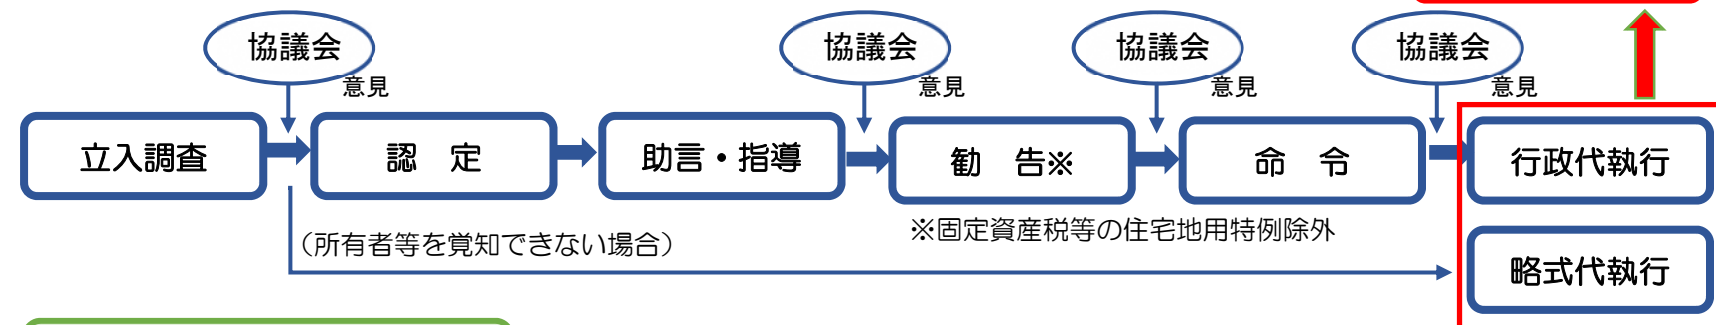 協議会
意見
協議会
意見
協議会
意見
協議会
意見
立入調査
認　定
助言・指導
勧　告※
命　令
行政代執行
（所有者等を覚知できない場合）
※固定資産税等の住宅地用特例除外
略式代執行